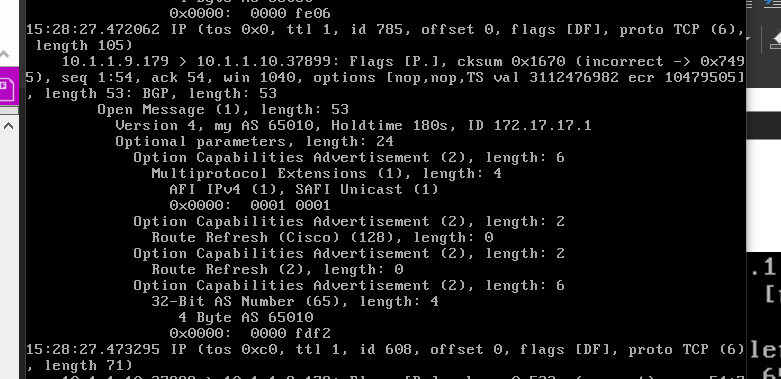 4 Byte AS 65030
0x0000:  0000 fe06
15:28:27.472062 IP (tos 0x0, ttl 1, id 785, offset 0, flags [DF], proto TCP (6),
 length 105)
10.1.1.9.179 > 10.1.1.10.37899: Flags [P.], cksum 0x1670 (incorrect -> 0x749
5), seq 1:54, ack 54, win 1040, options [nop,nop,TS val 3112476982 ecr 10479505]
, length 53: BGP, length: 53
Open Message (1), length: 53
Version 4, my AS 65010, Holdtime 180s, ID 172.17.17.1
Optional parameters, length: 24
Option Capabilities Advertisement (2), length: 6
Multiprotocol Extensions (1), length: 4
AFI IPv4 (1), SAFI Unicast (1)
0x0000:  0001 0001
Option Capabilities Advertisement (2), length: 2
Route Refresh (Cisco) (128), length: 0
Option Capabilities Advertisement (2), length: 2
Route Refresh (2), length: 0
Option Capabilities Advertisement (2), length: 6
32-Bit AS Number (65), length: 4
4 Byte AS 65010
0x0000:  0000 fdf2
15:28:27.473295 IP (tos 0xc0, ttl 1, id 608, offset 0, flags [DF], proto TCP (6)
, length 71)
.1
[
len